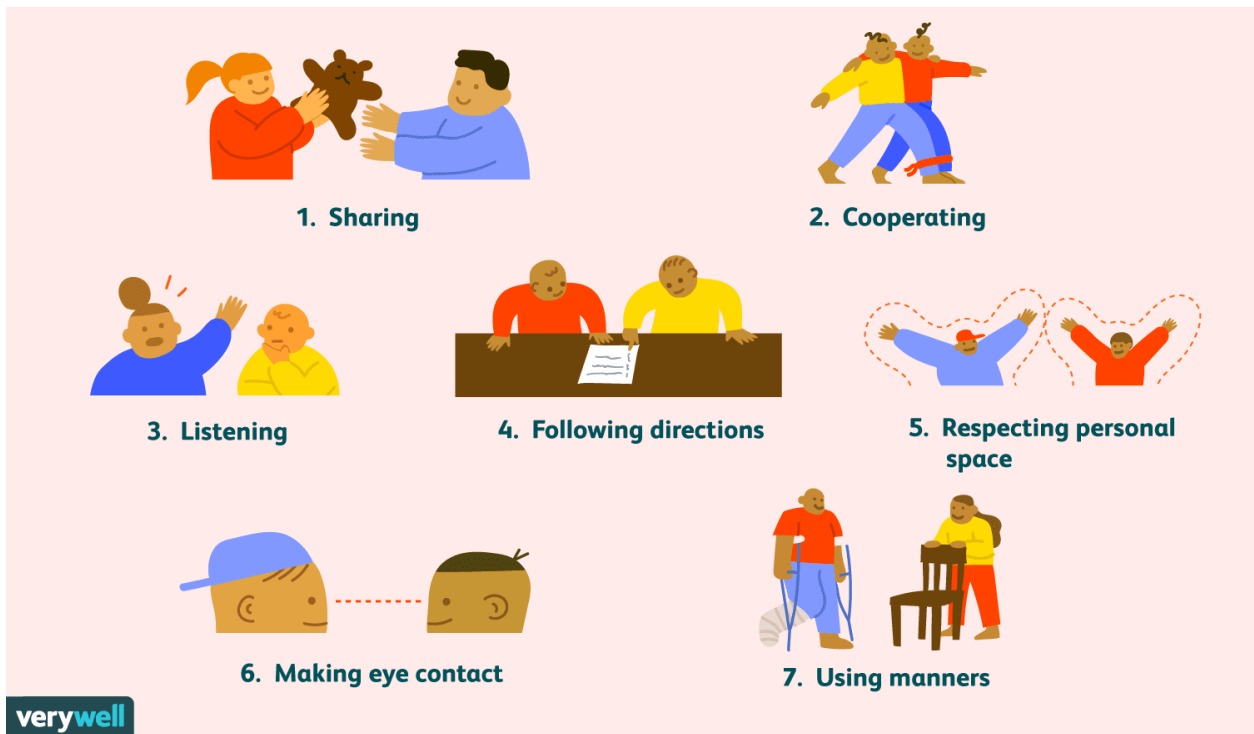 1. Sharing
2. Cooperating
3. Listening
4. Following directions
5. Respecting personal
space
6. Making eye contact
7. Using manners
verywell